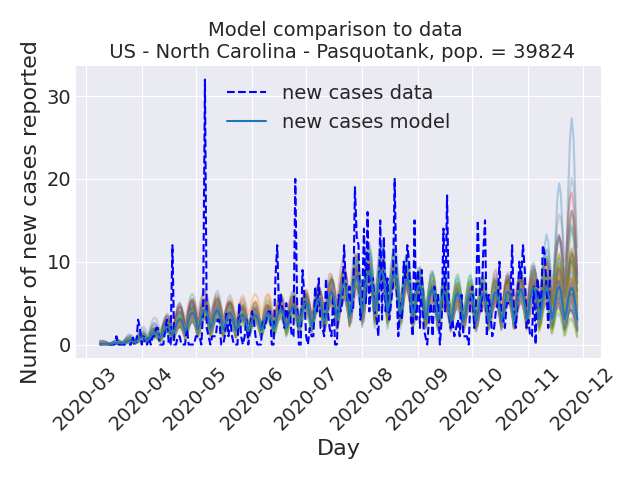 Model comparison to data
US - North Carolina - Pasquotank, pop. = 39824
Number of new cases reported
30
20
10
0
new cases data
new cases model
2020-03
2020-04
2020-05
2020-06
2020-07
2020-08
2020-09
2020-10
2020-11
2020-12
Day